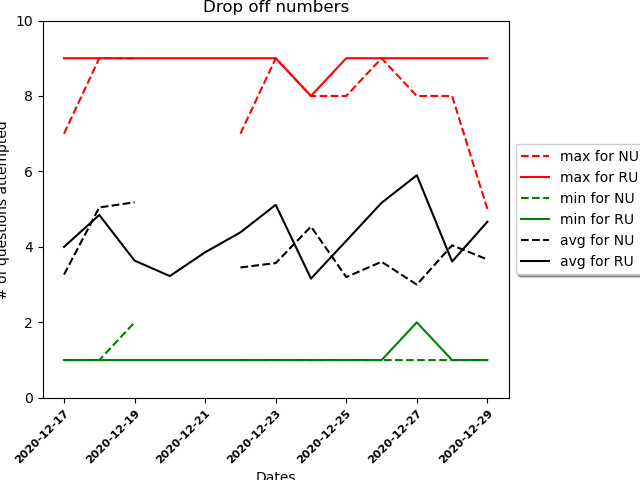 Drop off numbers
10
8
6
4
2
0
# of questions attempted
2020-12-17
2020-12-19
2020-12-21
2020-12-23
2020-12-25
2020-12-27
2020-12-29
Dates
max for NU
max for RU
min for NU
min for RU
avg for NU
avg for RU